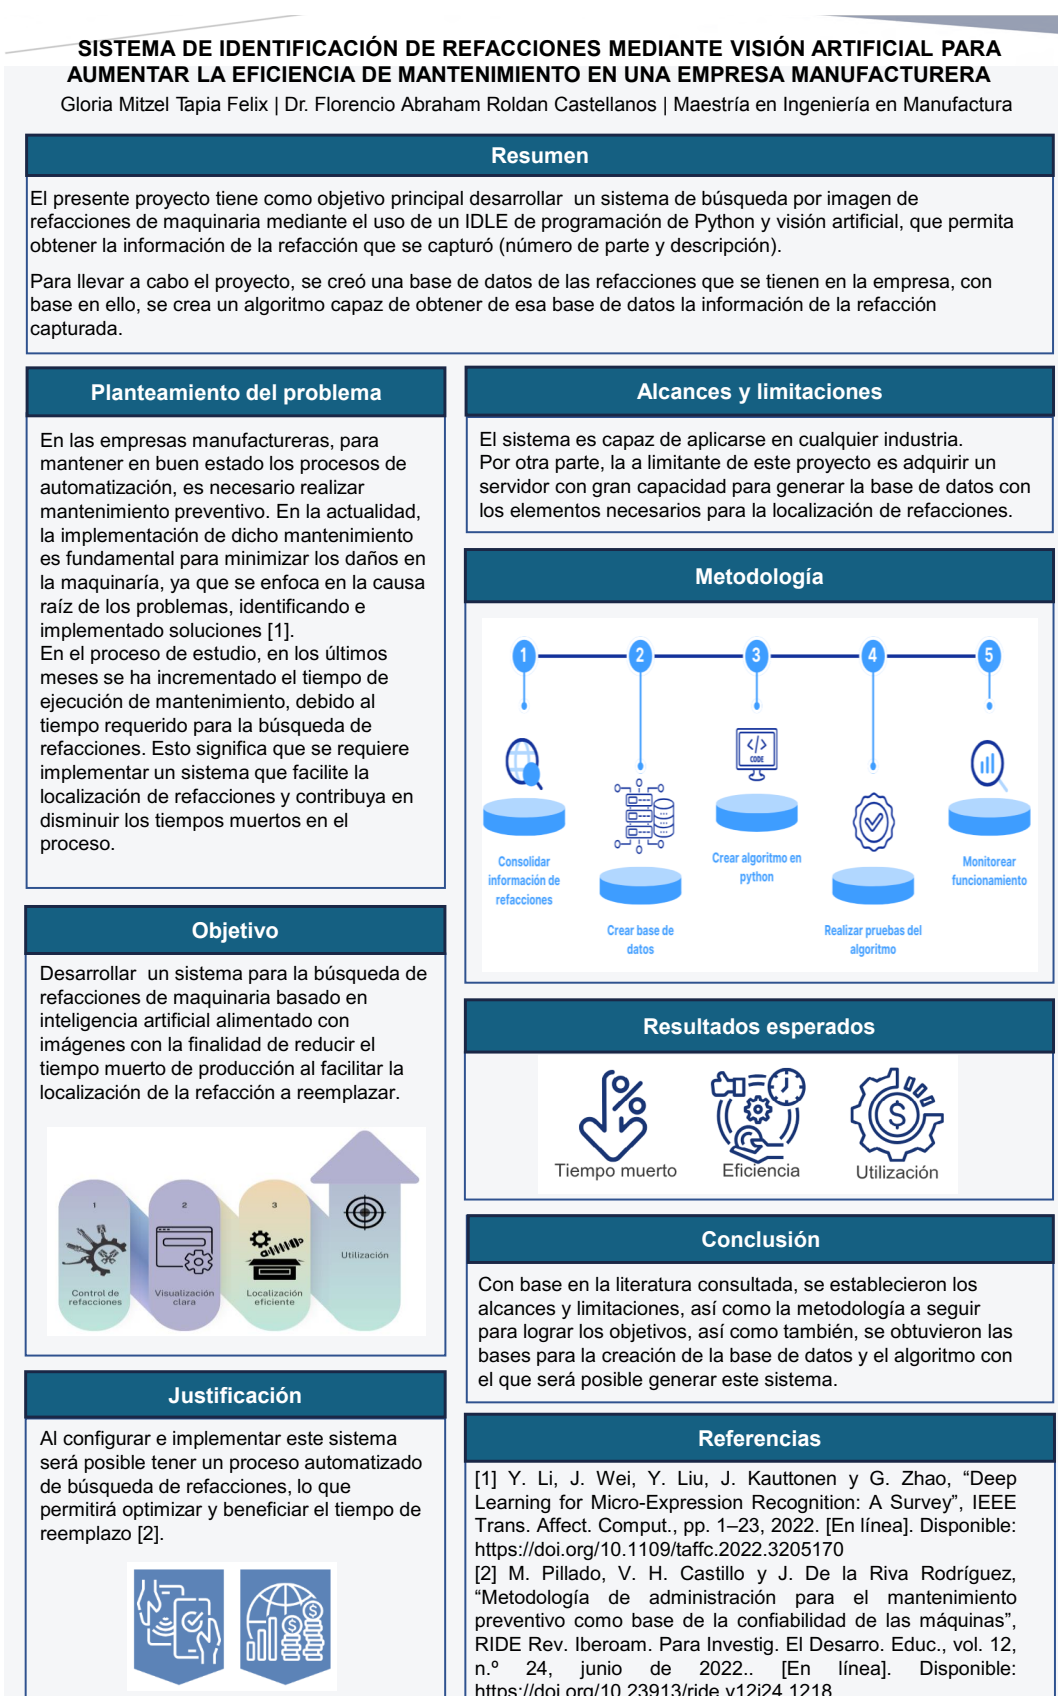 SISTEMA DE IDENTIFICACIÓN DE REFACCIONES MEDIANTE VISIÓN ARTIFICIAL PARA
AUMENTAR LA EFICIENCIA DE MANTENIMIENTO EN UNA EMPRESA MANUFACTURERA
Gloria Mitzel Tapia Felix | Dr. Florencio Abraham Roldan Castellanos | Maestría en Ingeniería en Manufactura
Resumen
El presente proyecto tiene como objetivo principal desarrollar un sistema de búsqueda por imagen de
refacciones de maquinaria mediante el uso de un IDLE de programación de Python y visión artificial, que permita
obtener la información de la refacción que se capturó (número de parte y descripción).
Para llevar a cabo el proyecto, se creó una base de datos de las refacciones que se tienen en la empresa, con
base en ello, se crea un algoritmo capaz de obtener de esa base de datos la información de la refacción
capturada.
Planteamiento del problema
En las empresas manufactureras, para
mantener en buen estado los procesos de
automatización, es necesario realizar
mantenimiento preventivo. En la actualidad,
la implementación de dicho mantenimiento
es fundamental para minimizar los daños en
la maquinaría, ya que se enfoca en la causa
raíz de los problemas, identificando e
implementado soluciones [1].
En el proceso de estudio, en los últimos
meses se ha incrementado el tiempo de
ejecución de mantenimiento, debido al
tiempo requerido para la búsqueda de
refacciones. Esto significa que se requiere
implementar un sistema que facilite la
localización de refacciones y contribuya en
disminuir los tiempos muertos en el
proceso.
Objetivo
Desarrollar un sistema para la búsqueda de
refacciones de maquinaria basado en
inteligencia artificial alimentado con
imágenes con la finalidad de reducir el
tiempo muerto de producción al facilitar la
localización de la refacción a reemplazar.
1
Control de
refacciones
2
Visualización
clara
3
Localización
eficiente
Utilización
Justificación
Al configurar e implementar este sistema
será posible tener un proceso automatizado
de búsqueda de refacciones, lo que
permitirá optimizar y beneficiar el tiempo de
reemplazo [2].
Alcances y limitaciones
El sistema es capaz de aplicarse en cualquier industria.
Por otra parte, la a limitante de este proyecto es adquirir un
servidor con gran capacidad para generar la base de datos con
los elementos necesarios para la localización de refacciones.
Metodología
1
2
3
4
5
CODE
Consolidar
información de
refacciones
Crear base de
datos
Crear algoritmo en
python
Realizar pruebas del
algoritmo
Monitorear
funcionamiento
Resultados esperados
Tiempo muerto
Eficiencia
Utilización
Conclusión
Con base en la literatura consultada, se establecieron los
alcances y limitaciones, así como la metodología a seguir
para lograr los objetivos, así como también, se obtuvieron las
bases para la creación de la base de datos y el algoritmo con
el que será posible generar este sistema.
Referencias
[1] Y. Li, J. Wei, Y. Liu, J. Kauttonen y G. Zhao, “Deep
Learning for Micro-Expression Recognition: A Survey”, IEEE
Trans. Affect. Comput., pp. 1–23, 2022. [En línea]. Disponible:
https://doi.org/10.1109/taffc.2022.3205170
[2] M. Pillado, V. H. Castillo y J. De la Riva Rodríguez,
“Metodología de administración para el mantenimiento
preventivo como base de la confiabilidad de las máquinas”,
RIDE Rev. Iberoam. Para Investig. El Desarro. Educ., vol. 12,
n.º 24, junio de 2022.. [En línea]. Disponible:
https://doi.org/10.23913/ride.v12i24.1218